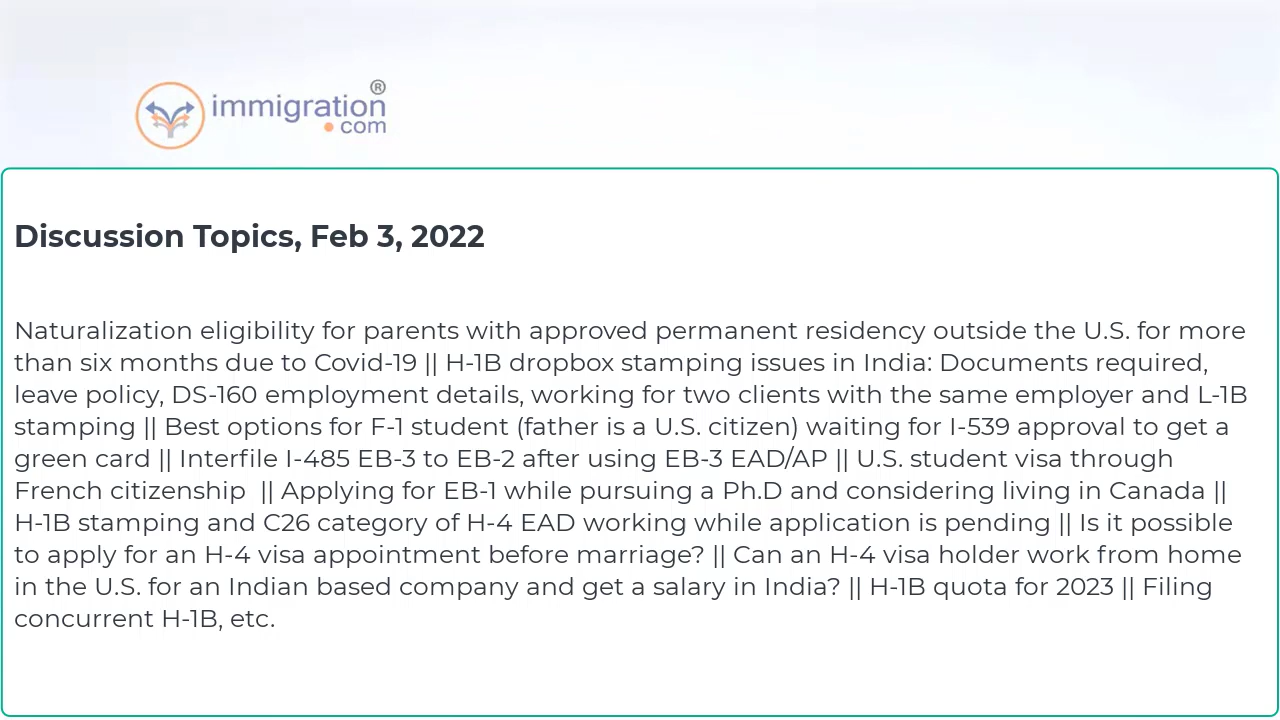 immigration®
.com
Discussion Topics, Feb 3, 2022
Naturalization eligibility for parents with approved permanent residency outside the U.S. for more
than six months due to Covid-19 || H-1B dropbox stamping issues in India: Documents required,
leave policy, DS-160 employment details, working for two clients with the same employer and L-1B
stamping || Best options for F-1 student (father is a U.S. citizen) waiting for I-539 approval to get a
green card || Interfile I-485 EB-3 to EB-2 after using EB-3 EAD/AP || U.S. student visa through
French citizenship  || Applying for EB-1 while pursuing a Ph.D and considering living in Canada ||
H-1B stamping and C26 category of H-4 EAD working while application is pending || Is it possible
to apply for an H-4 visa appointment before marriage? || Can an H-4 visa holder work from home
in the U.S. for an Indian based company and get a salary in India? || H-1B quota for 2023 || Filing
concurrent H-1B, etc.